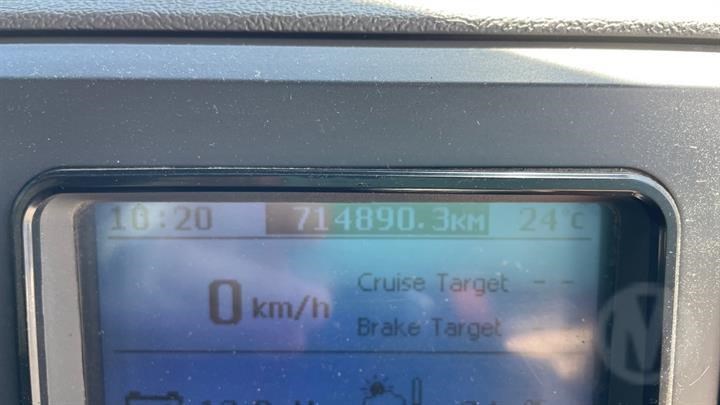 10:20 714890.3KM 24°C
Cruise Target - -
0 km/h
Brake Target - -